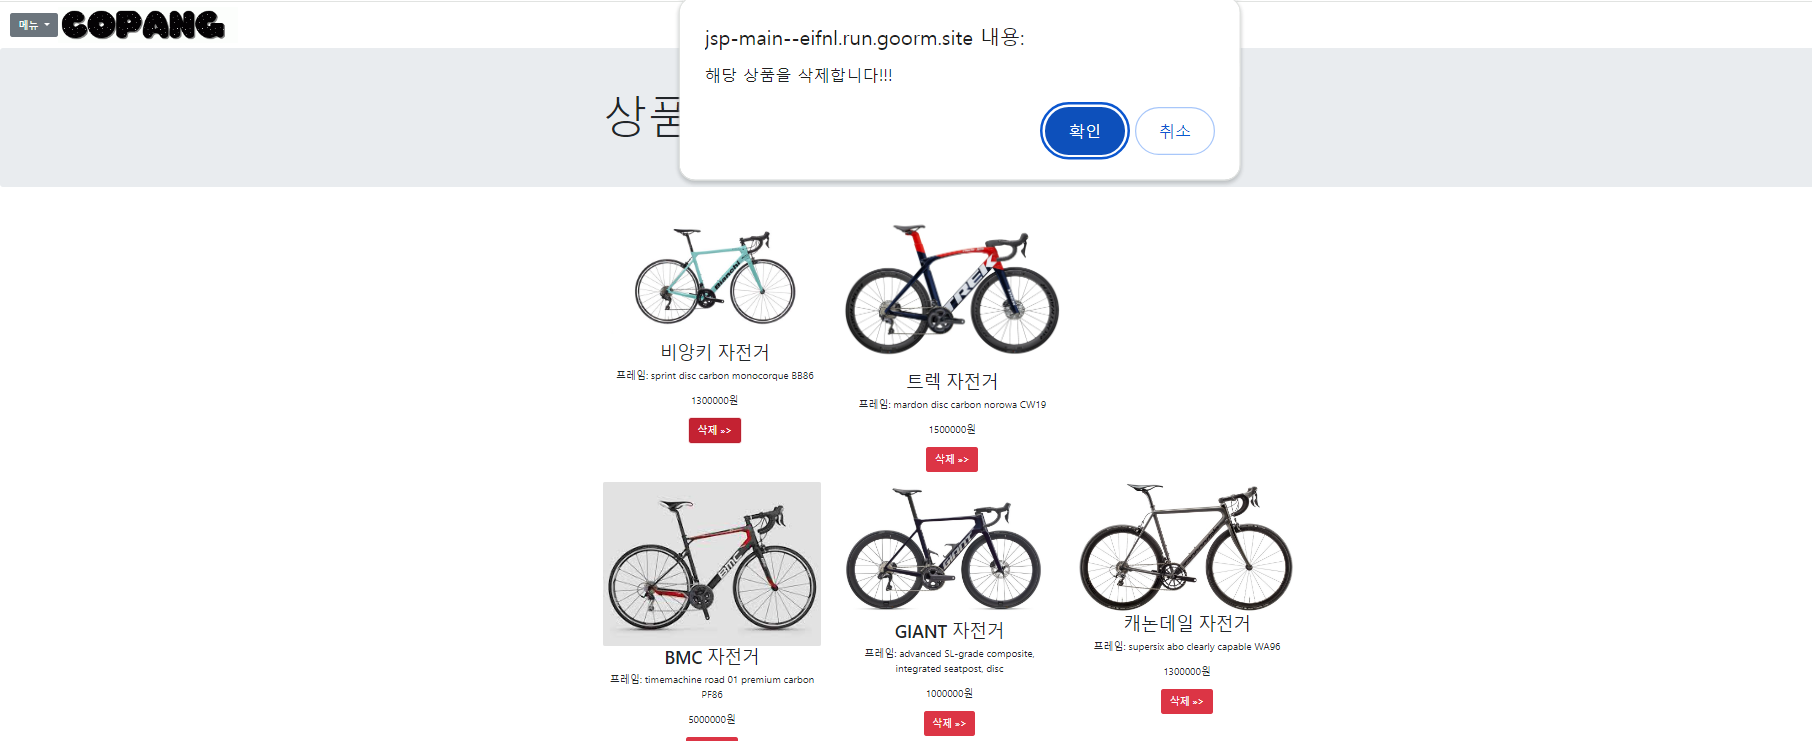 메뉴
COPANG
jsp-main--eifnl.run.goorm.site 내용:
해당 상품을 삭제합니다!!!
확인
취소
상품
Bianchi
TREK
비앙키 자전거
프레임: sprint disc carbon monocorque BB86
1300000원
삭제 »>
트렉 자전거
프레임: mardon disc carbon norowa CW19
1500000원
삭제 »>
BMC
GIANT
BMC 자전거
프레임: timemachine road 01 premium carbon
PF86
5000000원
GIANT 자전거
프레임: advanced SL-grade composite,
integrated seatpost, disc
1000000원
삭제 »>
캐논데일 자전거
프레임: supersix abo clearly capable WA96
1300000원
삭제 »>